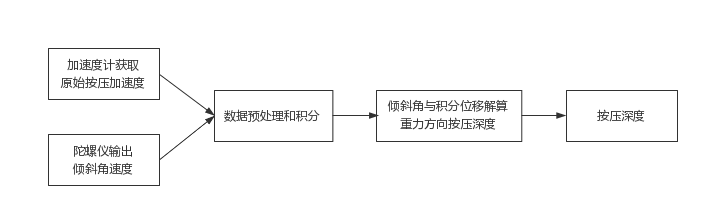 加速度计获取
原始按压加速度
陀螺仪输出
倾斜角速度
数据预处理和积分
倾斜角与积分位移解算
重力方向按压深度
按压深度